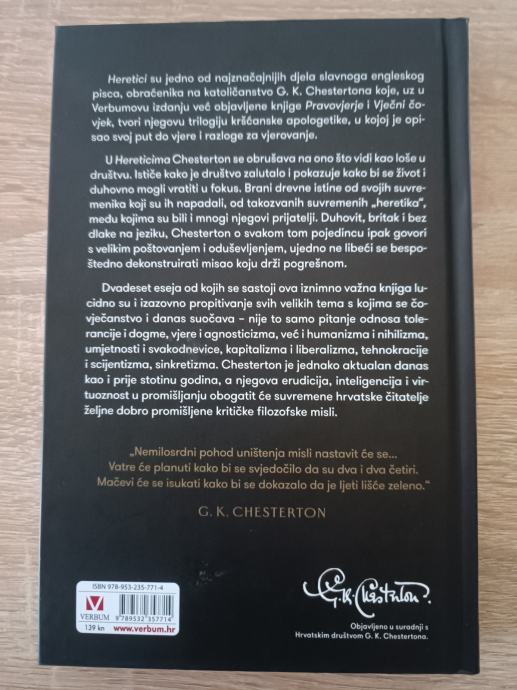 Heretici su jedno od najznačajnijih djela slavnoga engleskog
pisca, obraćenika na katoličanstvo G. K. Chestertona koje, uz u
Verbumovu izdanju već objavljene knjige Pravovjerje i Vječni čo-
vjek, tvori njegovu trilogiju kršćanske apologetike, u kojoj je opi-
sao svoj put do vjere i razloge za vjerovanje.
U Hereticima Chesterton se obrušava na ono što vidi kao loše u
društvu. Ističe kako je društvo zalutalo i pokazuje kako bi se život i
duhovno mogli vratiti u fokus. Brani drevne istine od svojih suvre-
menika koji su ih napadali, od takozvanih suvremenih „heretika“,
među kojima su bili i mnogi njegovi prijatelji. Duhovit, britak i bez
dlake na jeziku, Chesterton o svakom tom pojedincu ipak govori
s velikim poštovanjem i oduševljenjem, ujedno ne libeći se bespo-
štedno dekonstruirati misao koju drži pogrešnom.
Dvadeset eseja od kojih se sastoji ova iznimno važna knjiga lu-
cidno su i izazovno propitivanje svih velikih tema s kojima se čo-
vječanstvo i danas suočava – nije to samo pitanje odnosa tole-
rancije i dogme, vjere i agnosticizma, već i humanizma i nihilizma,
umjetnosti i svakodnevice, kapitalizma i liberalizma, tehnokracije
i scijentizma, sinkretizma. Chesterton je jednako aktualan danas
kao i prije stotinu godina, a njegova erudicija, inteligencija i vir-
tuoznost u promišljanju obogatit će suvremene hrvatske čitatelje
željne dobro promišljene kritičke filozofske misli.
„Nemilosrdni pohod uništenja misli nastavit će se...
Vatre će planuti kako bi se svjedočilo da su dva i dva četiri.
Mačevi će se isukati kako bi se dokazalo da je ljeti lišće zeleno.“
G. K. CHESTERTON
ISBN 978-953-235-771-4
VERBUM
139 kn
9 789532 357714
www.verbum.hr
G. K. Chesterton.
Objavljeno u suradnji s
Hrvatskim društvom G. K. Chestertona.